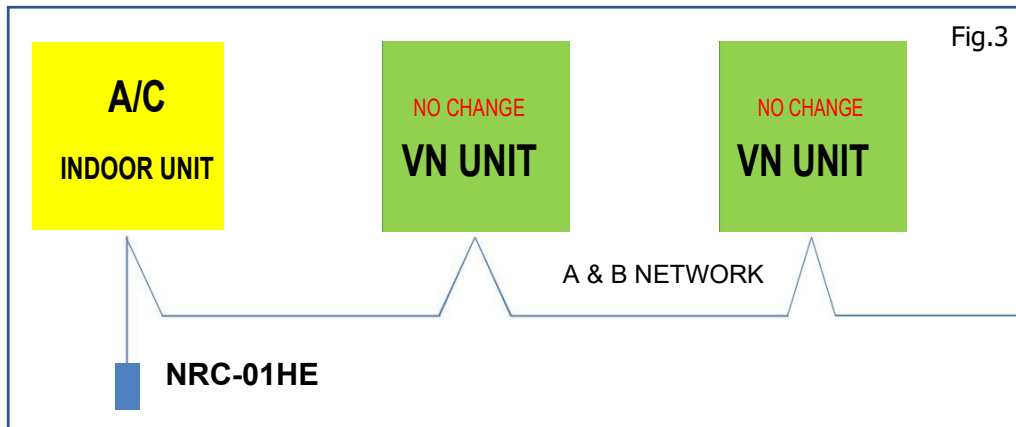 Fig.3
A/C
INDOOR UNIT
NO CHANGE
VN UNIT
NO CHANGE
VN UNIT
A & B NETWORK
NRC-01HE